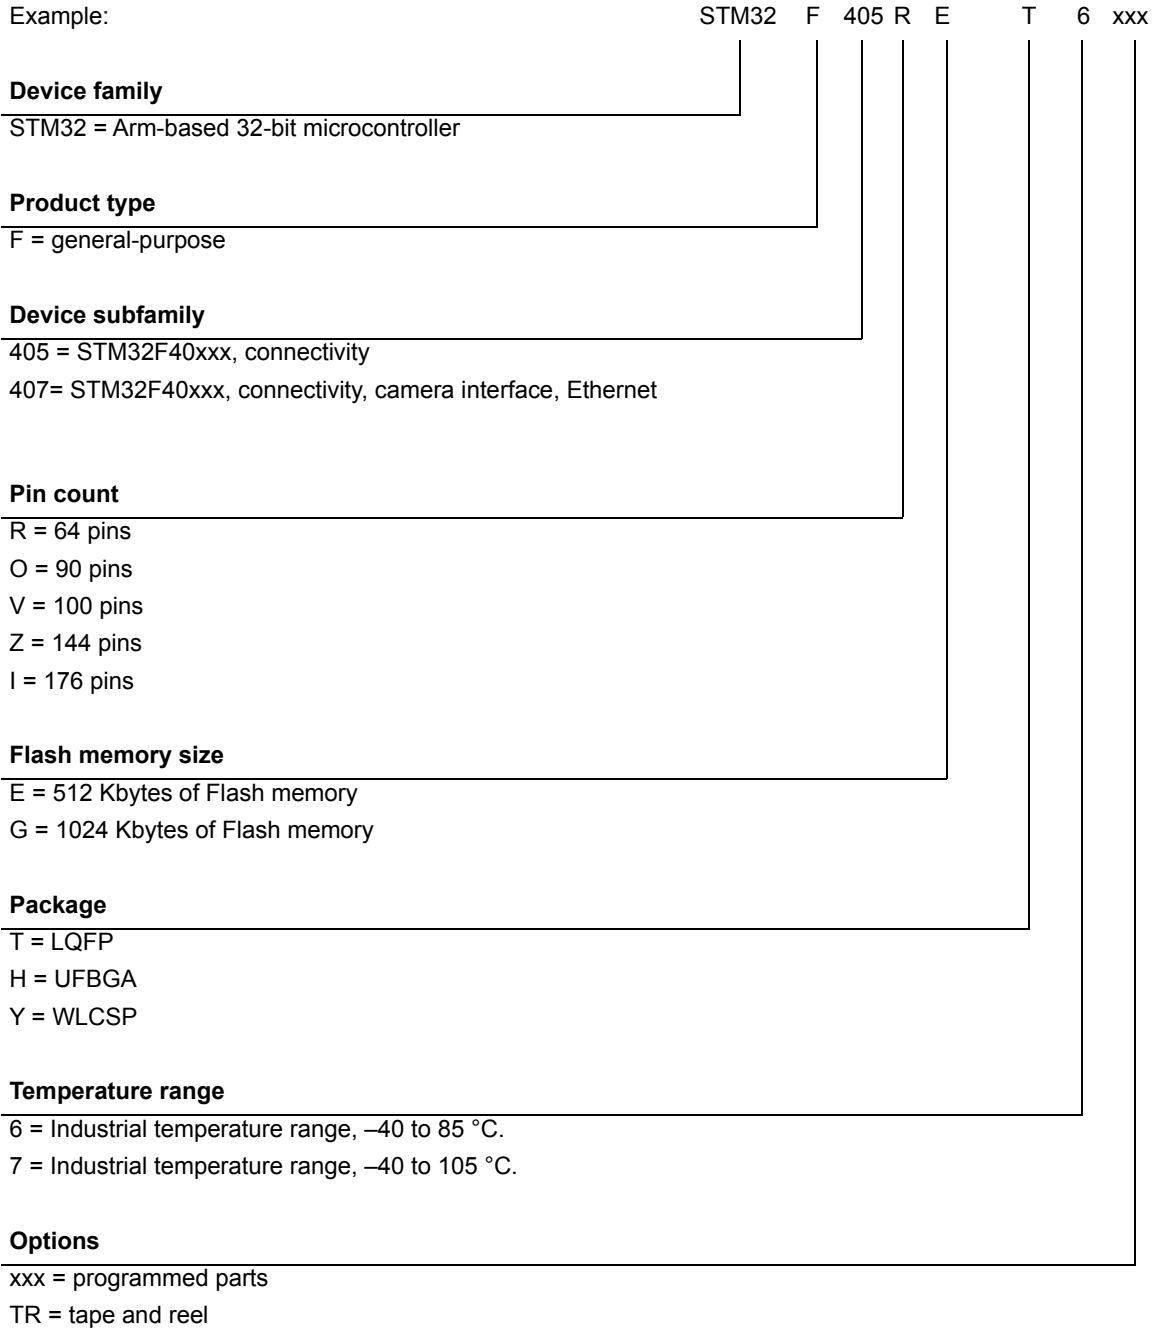 Example: STM32 F 405 R E T 6 xxx
Device family
STM32 = Arm-based 32-bit microcontroller
Product type
F = general-purpose
Device subfamily
405 = STM32F40xxx, connectivity
407= STM32F40xxx, connectivity, camera interface, Ethernet
Pin count
R = 64 pins
O = 90 pins
V = 100 pins
Z = 144 pins
I = 176 pins
Flash memory size
E = 512 Kbytes of Flash memory
G = 1024 Kbytes of Flash memory
Package
T = LQFP
H = UFBGA
Y = WLCSP
Temperature range
6 = Industrial temperature range, –40 to 85 °C.
7 = Industrial temperature range, –40 to 105 °C.
Options
xxx = programmed parts
TR = tape and reel